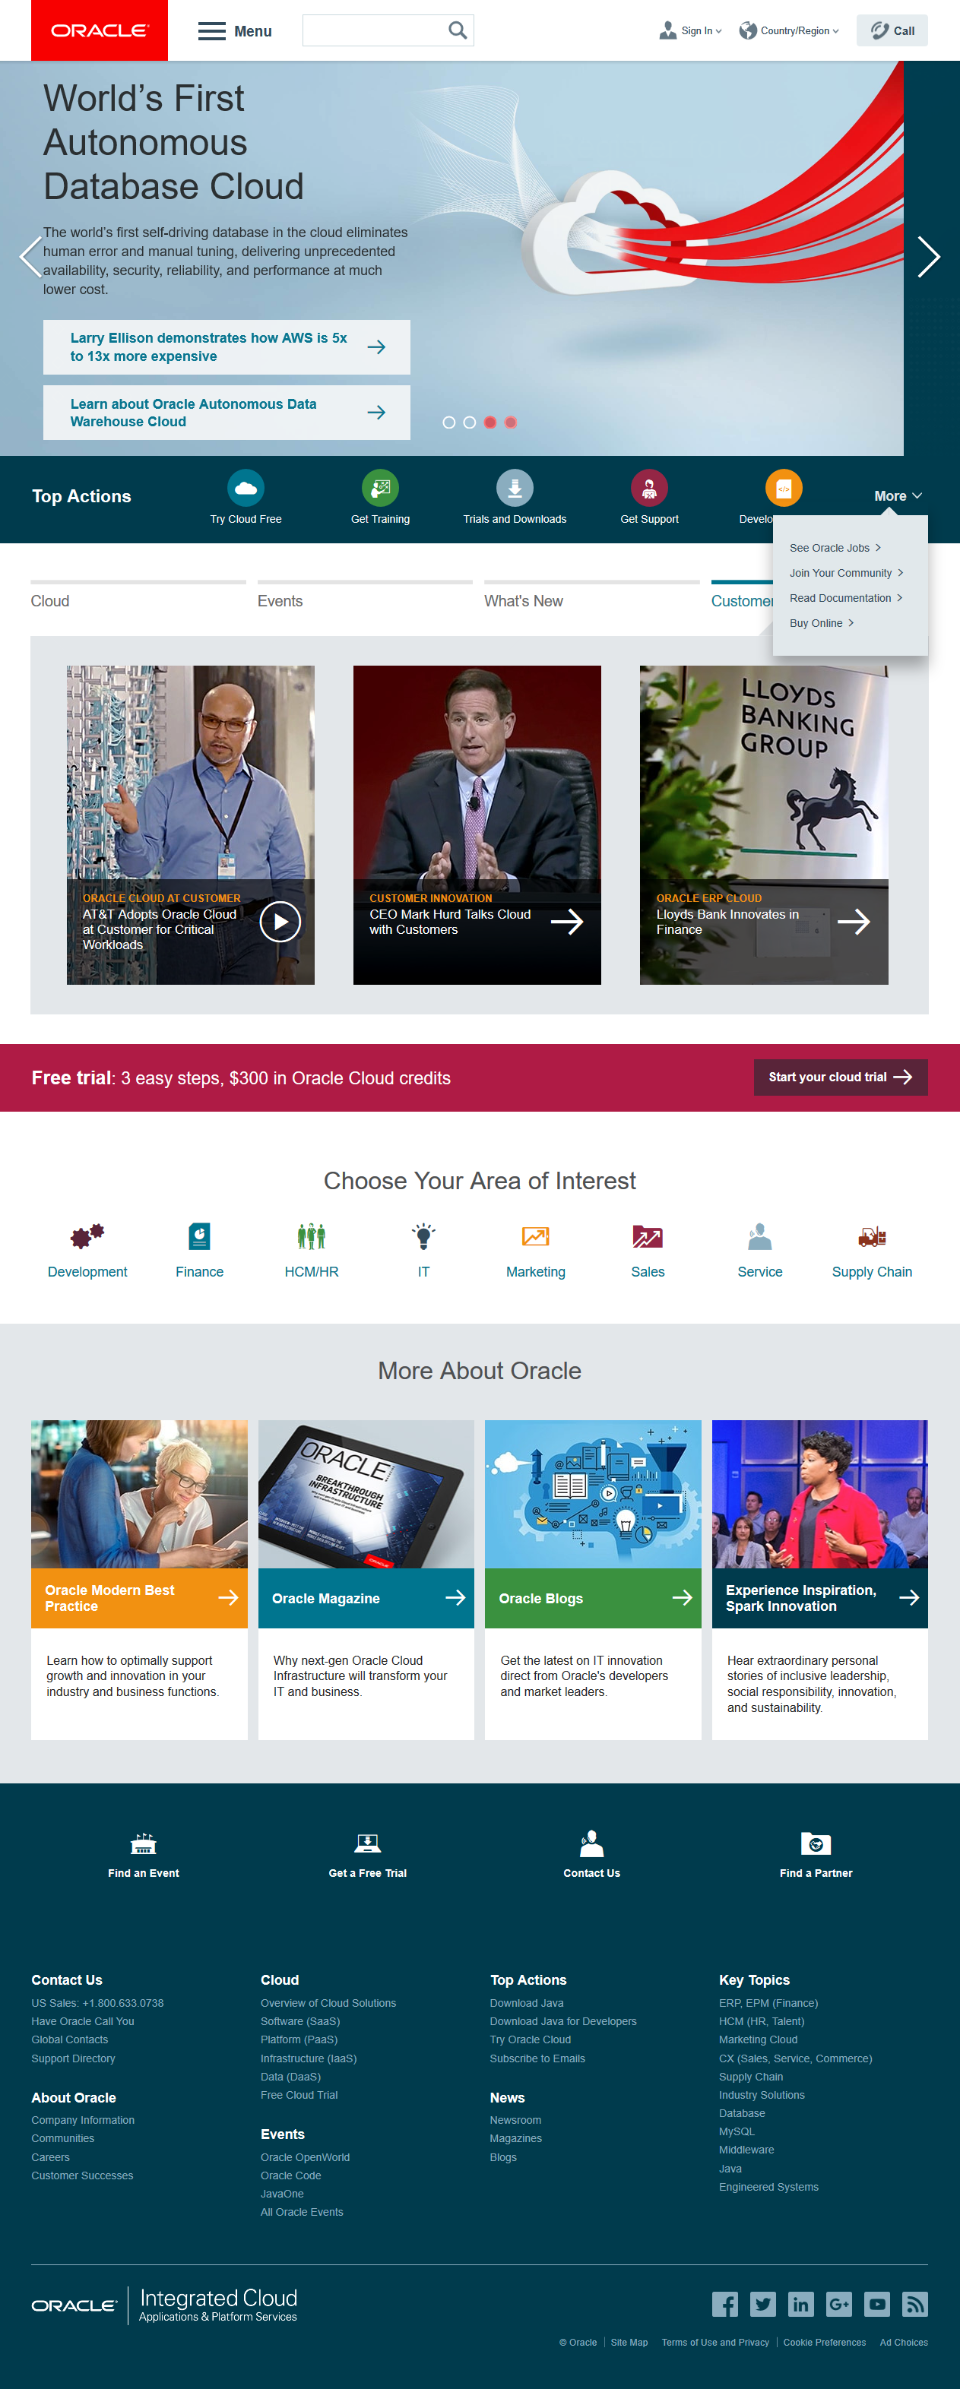 ORACLE
Menu
Sign In
Country/Region
Call
World's First
Autonomous
Database Cloud
The world's first self-driving database in the cloud eliminates
human error and manual tuning, delivering unprecedented
availability, security, reliability, and performance at much
lower cost.
Larry Ellison demonstrates how AWS is 5x
to 13x more expensive
Learn about Oracle Autonomous Data
Warehouse Cloud
Top Actions
Try Cloud Free
Get Training
Trials and Downloads
Get Support
Develo
More
See Oracle Jobs
Join Your Community
Read Documentation
Buy Online
Cloud
Events
What's New
Custome
LLOYDS
BANKING
GROUP
ORACLE CLOUD AT CUSTOMER
AT&T Adopts Oracle Cloud
at Customer for Critical
Workloads
CUSTOMER INNOVATION
CEO Mark Hurd Talks Cloud
with Customers
ORACLE ERP CLOUD
Lloyds Bank Innovates in
Finance
Free trial: 3 easy steps, $300 in Oracle Cloud credits
Start your cloud trial
Choose Your Area of Interest
Development
Finance
HCM/HR
IT
Marketing
Sales
Service
Supply Chain
More About Oracle
ORACLE
BREAKTHROUGH
INFRASTRUCTURE
Oracle Modern Best
Practice
Oracle Magazine
Oracle Blogs
Experience Inspiration,
Spark Innovation
Learn how to optimally support
growth and innovation in your
industry and business functions.
Why next-gen Oracle Cloud
Infrastructure will transform your
IT and business.
Get the latest on IT innovation
direct from Oracle's developers
and market leaders.
Hear extraordinary personal
stories of inclusive leadership,
social responsibility, innovation,
and sustainability.
Find an Event
Get a Free Trial
Contact Us
Find a Partner
Contact Us
US Sales: +1.800.633.0738
Have Oracle Call You
Global Contacts
Support Directory
About Oracle
Company Information
Communities
Careers
Customer Successes
Cloud
Overview of Cloud Solutions
Software (SaaS)
Platform (PaaS)
Infrastructure (IaaS)
Data (DaaS)
Free Cloud Trial
Events
Oracle OpenWorld
Oracle Code
JavaOne
All Oracle Events
Top Actions
Download Java
Download Java for Developers
Try Oracle Cloud
Subscribe to Emails
News
Newsroom
Magazines
Blogs
Key Topics
ERP, EPM (Finance)
HCM (HR, Talent)
Marketing Cloud
CX (Sales, Service, Commerce)
Supply Chain
Industry Solutions
Database
MySQL
Middleware
Java
Engineered Systems
ORACLE
Integrated Cloud
Applications & Platform Services
© Oracle
Site Map
Terms of Use and Privacy
Cookie Preferences
Ad Choices